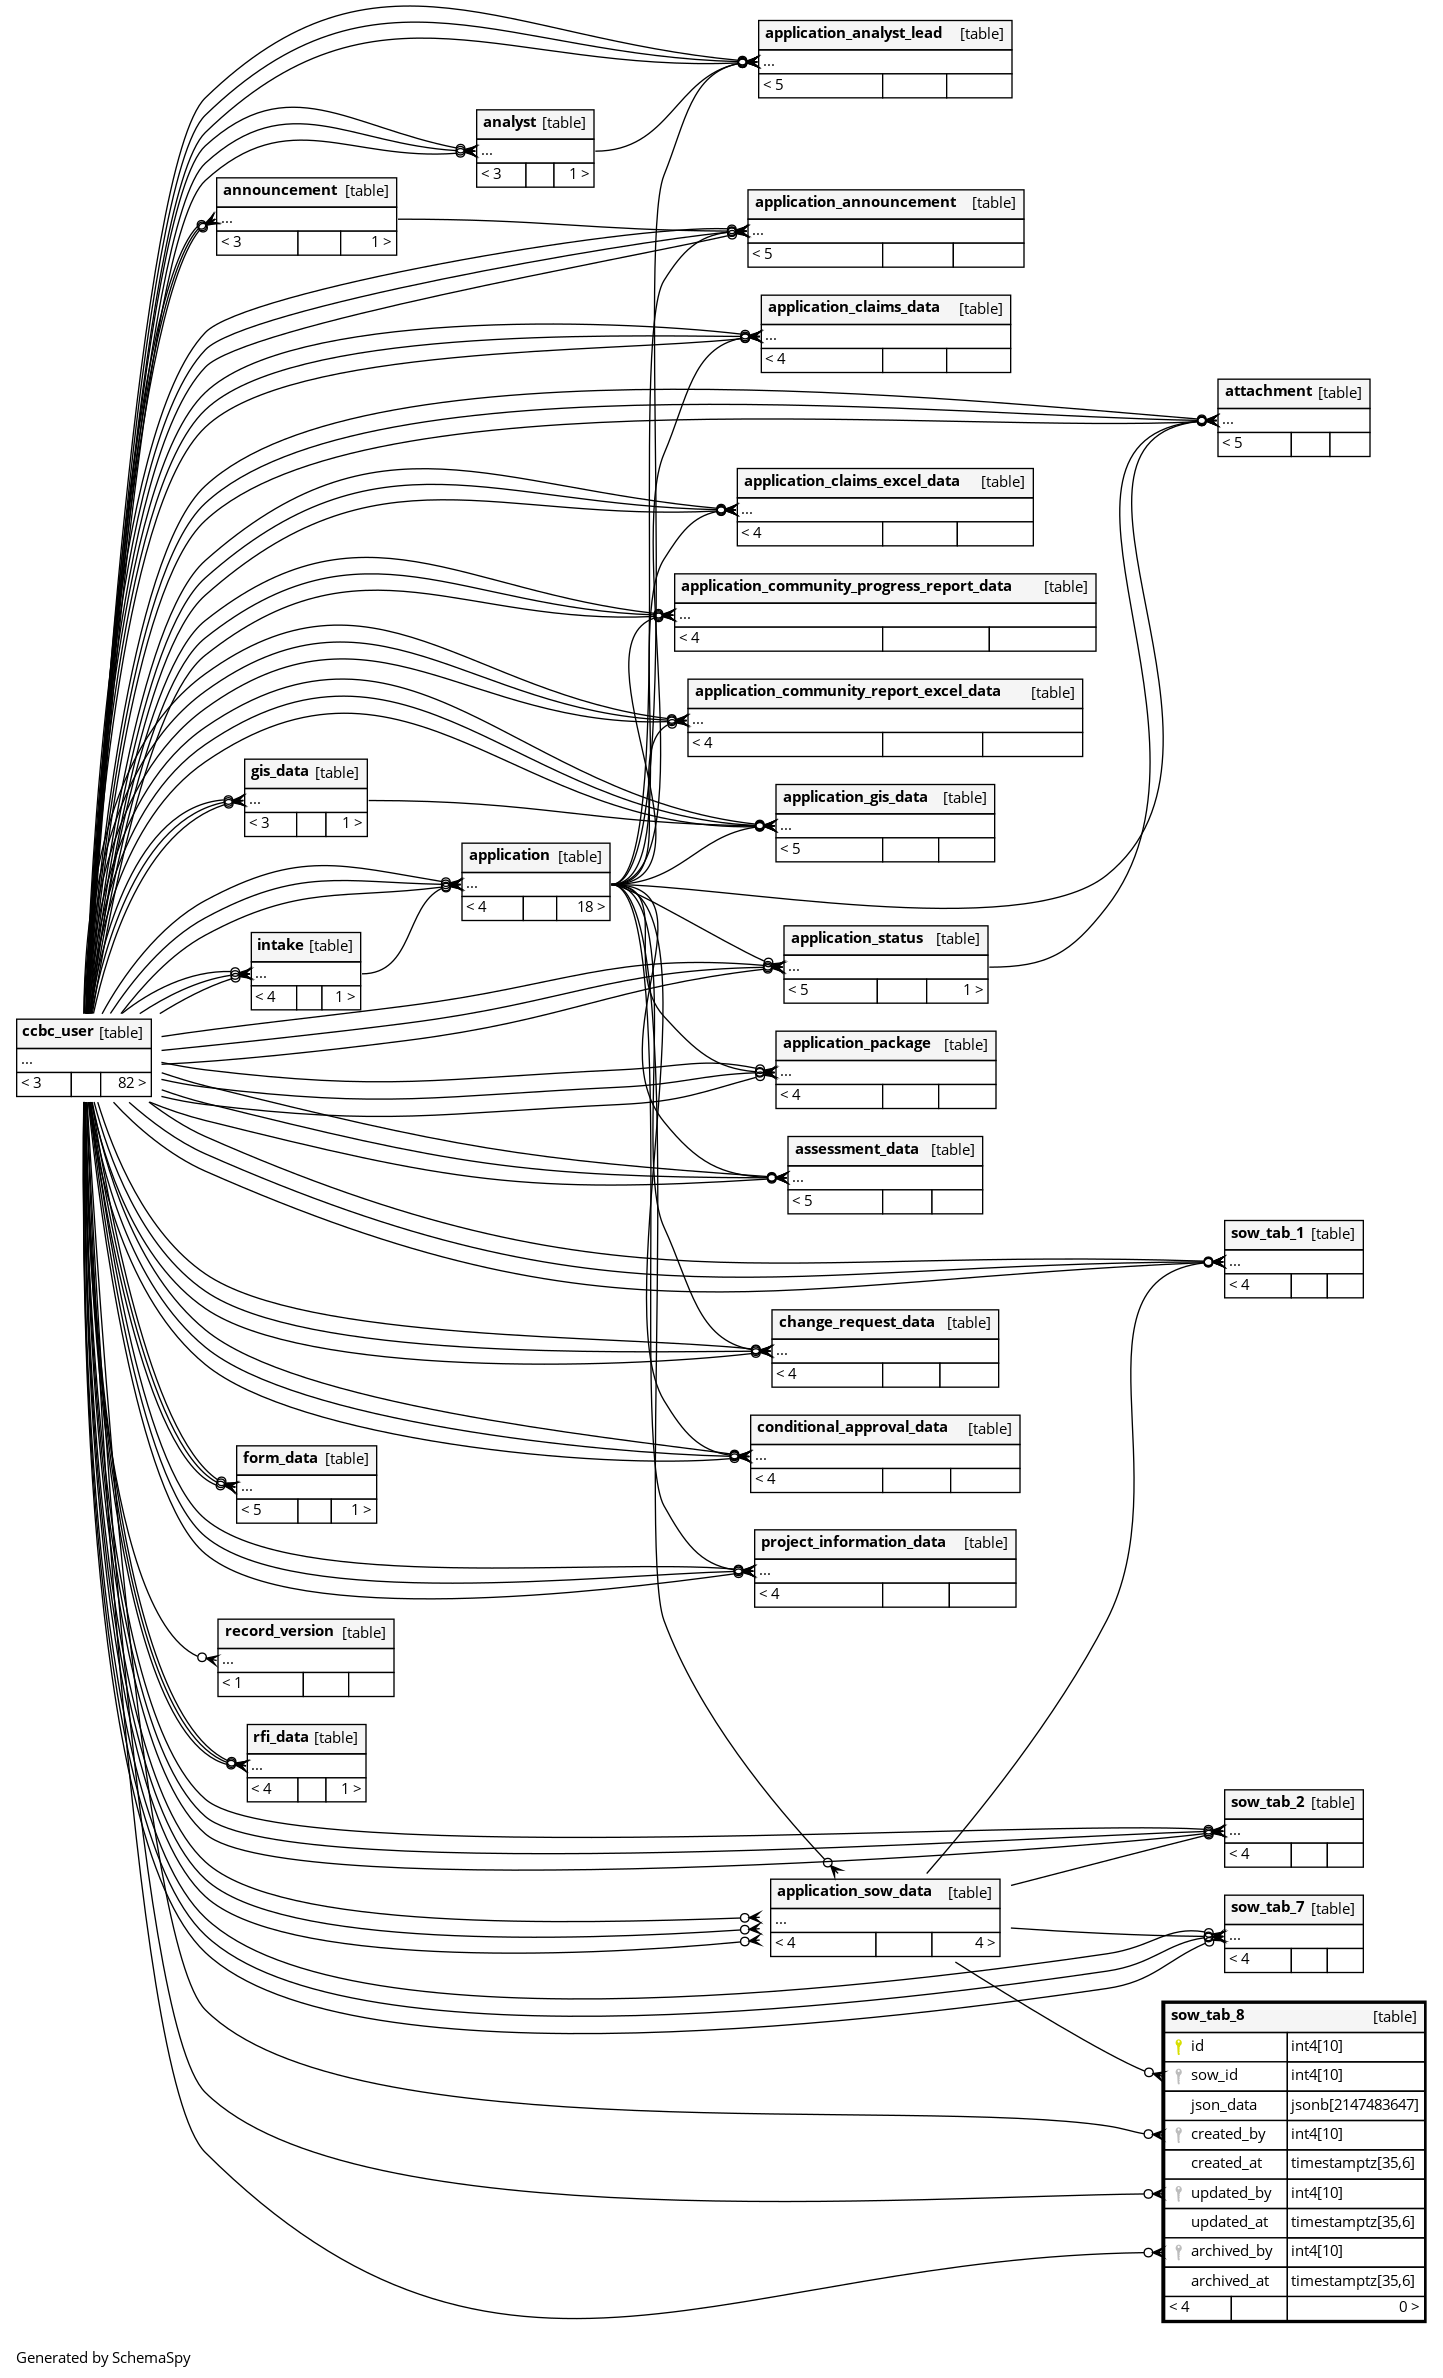 application_analyst_lead [table]
...
< 5
analyst [table]
...
< 3 1 >
announcement [table]
...
< 3 1 >
application_announcement [table]
...
< 5
application_claims_data [table]
...
< 4
attachment [table]
...
< 5
application_claims_excel_data [table]
...
< 4
application_community_progress_report_data [table]
...
< 4
application_community_report_excel_data [table]
...
< 4
gis_data [table]
...
< 3 1 >
application_gis_data [table]
...
< 5
application [table]
...
< 4 18 >
intake [table]
...
< 4 1 >
application_status [table]
...
< 5 1 >
ccbc_user [table]
...
< 3 82 >
application_package [table]
...
< 4
assessment_data [table]
...
< 5
sow_tab_1 [table]
...
< 4
change_request_data [table]
...
< 4
conditional_approval_data [table]
...
< 4
form_data [table]
...
< 5 1 >
project_information_data [table]
...
< 4
record_version [table]
...
< 1
rfi_data [table]
...
< 4 1 >
sow_tab_2 [table]
...
< 4
application_sow_data [table]
...
< 4 4 >
sow_tab_7 [table]
...
< 4
sow_tab_8 [table]
id int4[10]
sow_id int4[10]
json_data jsonb[2147483647]
created_by int4[10]
created_at timestamptz[35,6]
updated_by int4[10]
updated_at timestamptz[35,6]
archived_by int4[10]
archived_at timestamptz[35,6]
< 4 0 >
Generated by SchemaSpy